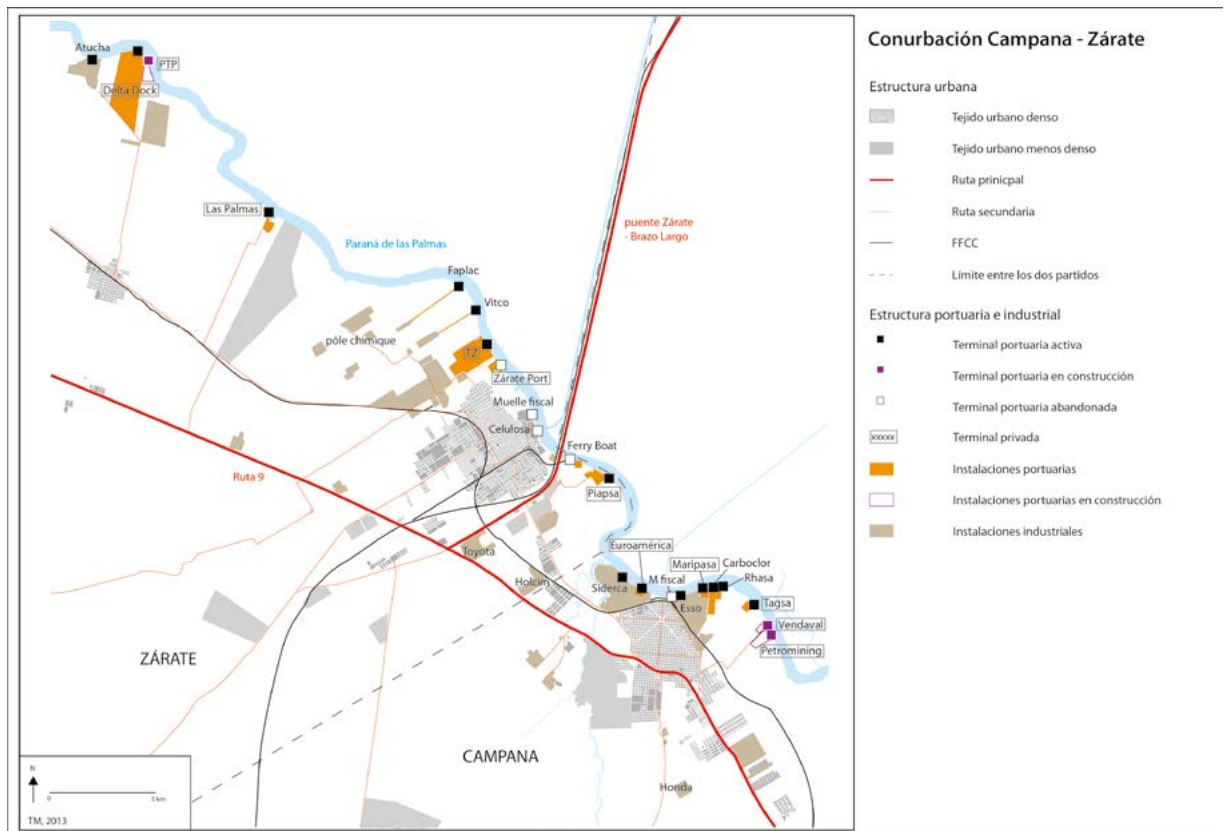 Atucha
PTP
Delta Dock
Las Palmas
Paraná de las Palmas
puente Zárate
- Brazo Largo
Faplac
Vitco
pôle chimique
TZ
Zárate Port
Muelle fiscal
Celulosa
Ferry Boat
Ruta 9
Piapsa
Toyota
Euroamérica
Holcim
Siderca
M fiscal
Maripasa
Carboclor
Rhasa
Esso
Tagsa
Vendaval
Petromining
ZÁRATE
CAMPANA
Honda
N
0 5 km
TM, 2013
Conurbación Campana - Zárate
Estructura urbana
Tejido urbano denso
Tejido urbano menos denso
Ruta prinicpal
Ruta secundaria
FFCC
Límite entre los dos partidos
Estructura portuaria e industrial
Terminal portuaria activa
Terminal portuaria en construcción
Terminal portuaria abandonada
xxxxx Terminal privada
Instalaciones portuarias
Instalaciones portuarias en construcción
Instalaciones industriales